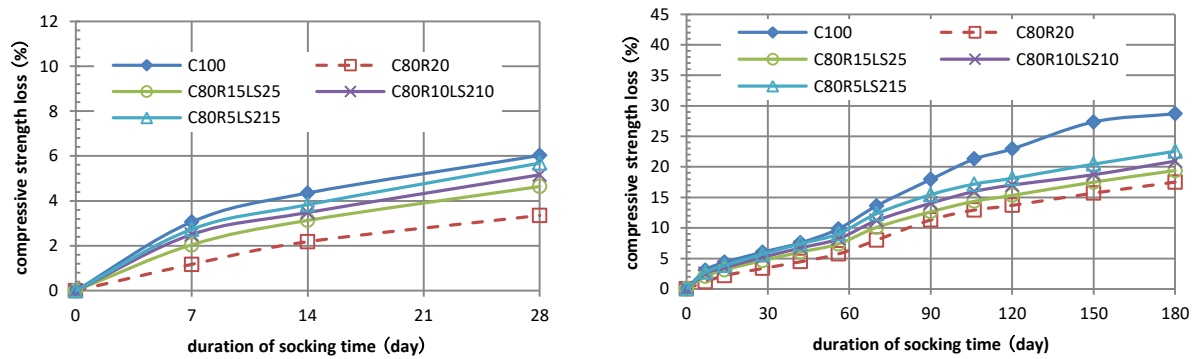 compressive strength loss (%)
12
10
8
6
4
2
0
C100
C80R20
C80R15LS25
C80R10LS210
C80R5LS215
0 7 14 21 28
duration of socking time (day)
compressive strength loss (%)
45
40
35
30
25
20
15
10
5
0
C100
C80R20
C80R15LS25
C80R10LS210
C80R5LS215
0 30 60 90 120 150 180
duration of socking time (day)